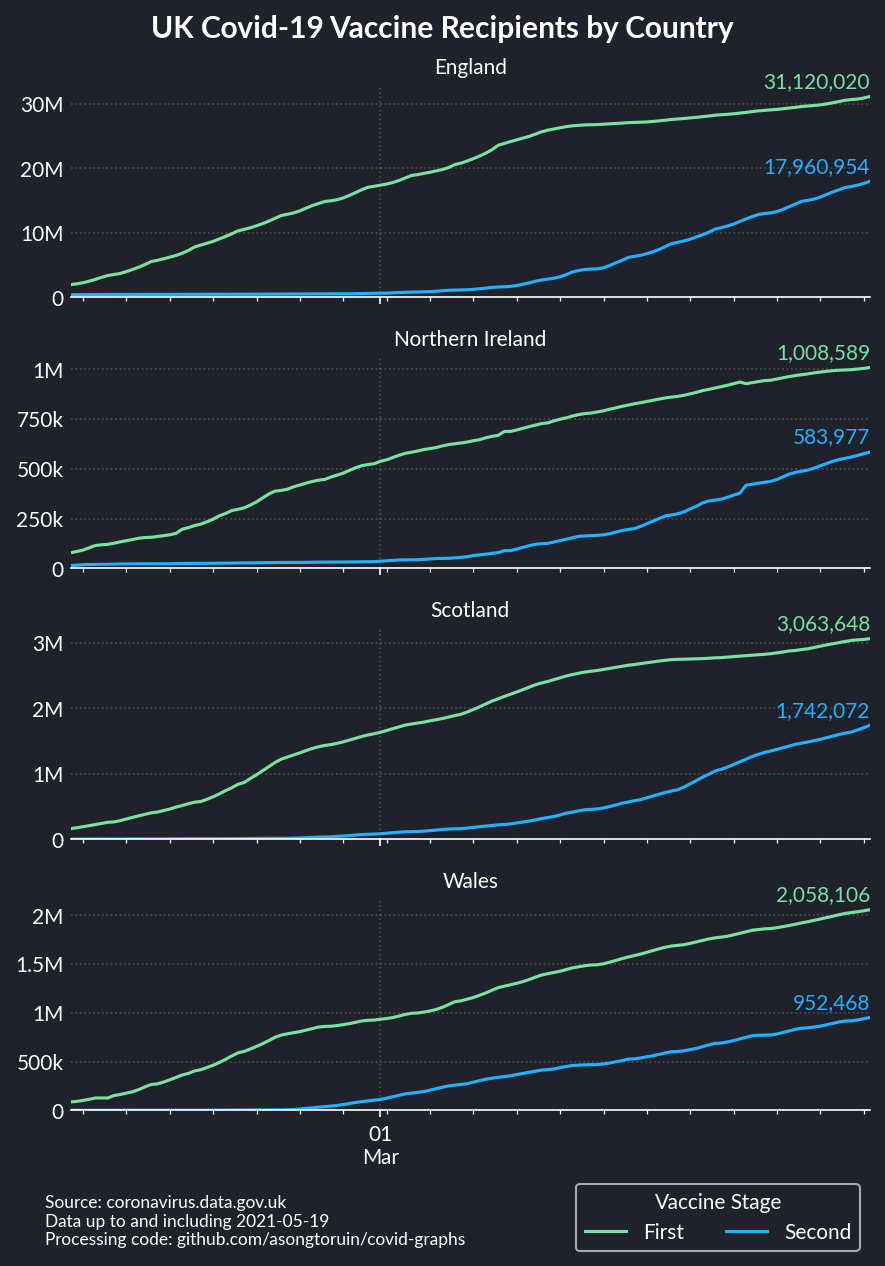 UK Covid-19 Vaccine Recipients by Country
England
31,120,020
30M
17,960,954
20M
10M
0
Northern Ireland
1,008,589
1M
750k
583,977
500k
250k
0
Scotland
3,063,648
3M
2M
1,742,072
1M
0
Wales
2,058,106
2M
1.5M
952,468
1M
500k
0
01
Mar
Source: coronavirus.data.gov.uk
Data up to and including 2021-05-19
Processing code: github.com/asongtoruin/covid-graphs
Vaccine Stage
First Second